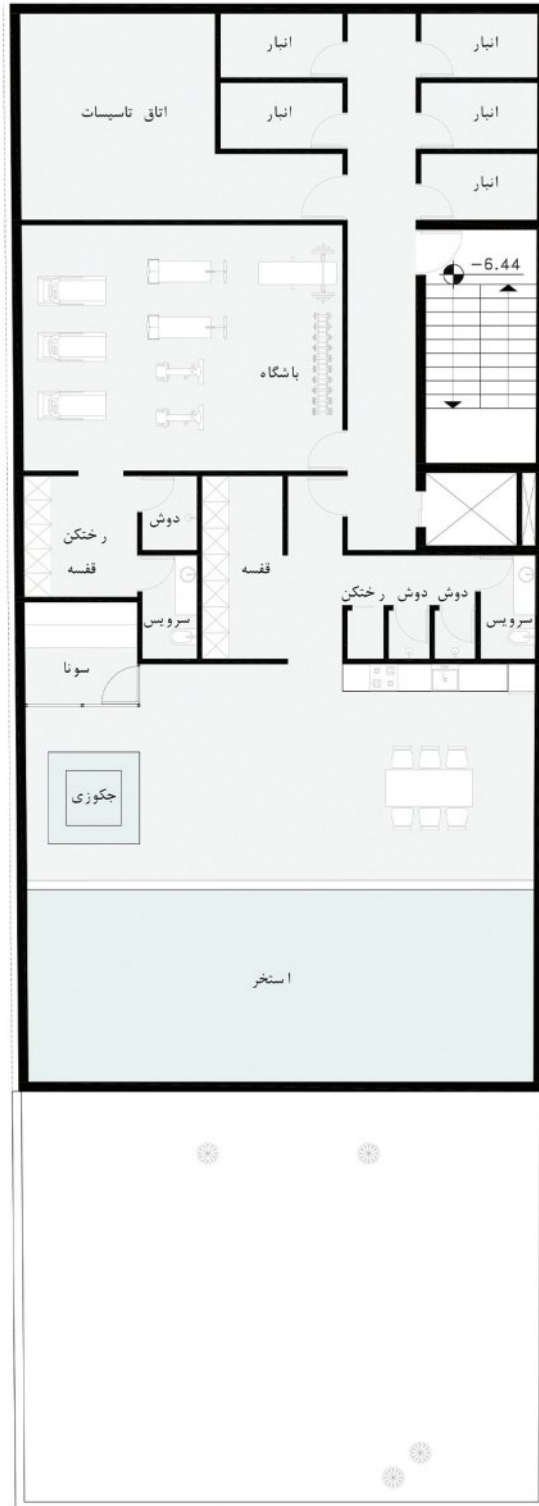 انبار
انبار
اتاق تاسیسات
انبار
انبار
انبار
-6.44
باشگاه
دوش
رختکن
قفسه
قفسه
سرویس
رختکن
دوش
دوش
سرویس
سونا
جکوزی
استخر